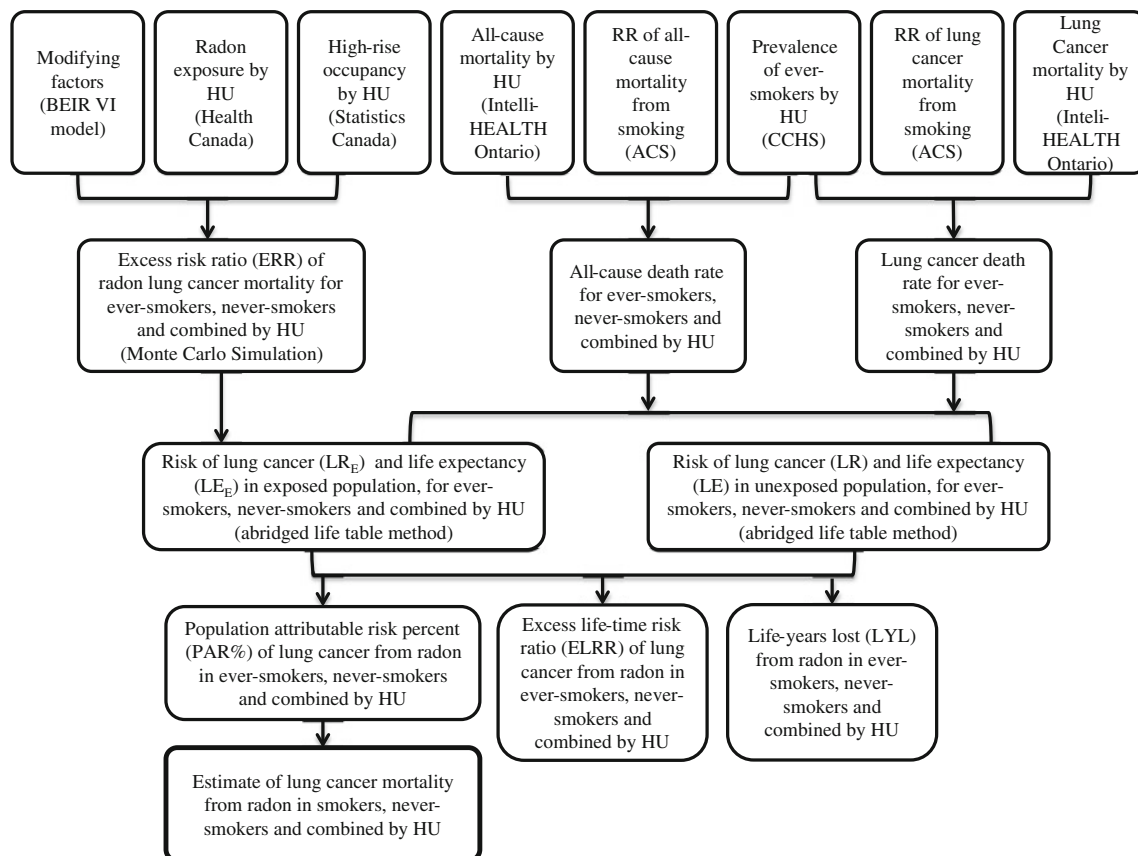 Modifying
factors
(BEIR VI
model)
Radon
exposure by
HU
(Health
Canada)
High-rise
occupancy
by HU
(Statistics
Canada)
All-cause
mortality by
HU
(Intelli-
HEALTH
Ontario)
RR of all-
cause
mortality
from
smoking
(ACS)
Prevalence
of ever-
smokers by
HU
(CCHS)
RR of lung
cancer
mortality
from
smoking
(ACS)
Lung
Cancer
mortality by
HU
(Inteli-
HEALTH
Ontario)
Excess risk ratio (ERR) of
radon lung cancer mortality for
ever-smokers, never-smokers
and combined by HU
(Monte Carlo Simulation)
All-cause death rate
for ever-smokers,
never-smokers and
combined by HU
Lung cancer death
rate for ever-
smokers, never-
smokers and
combined by HU
Risk of lung cancer (LRE) and life expectancy
(LEE) in exposed population, for ever-
smokers, never-smokers and combined by HU
(abridged life table method)
Risk of lung cancer (LR) and life expectancy
(LE) in unexposed population, for ever-
smokers, never-smokers and combined by HU
(abridged life table method)
Population attributable risk percent
(PAR%) of lung cancer from radon
in ever-smokers, never-smokers
and combined by HU
Excess life-time risk
ratio (ELRR) of lung
cancer from radon in
ever-smokers, never-
smokers and
combined by HU
Life-years lost (LYL)
from radon in ever-
smokers, never-
smokers and
combined by HU
Estimate of lung cancer mortality
from radon in smokers, never-
smokers and combined by HU